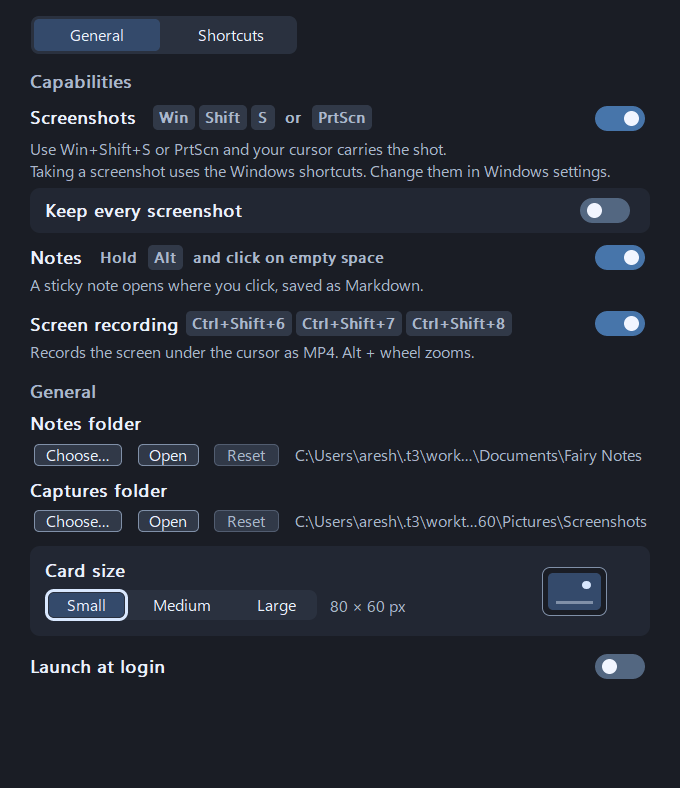 General Shortcuts
Capabilities
Screenshots Win Shift S or PrtScn
Use Win+Shift+S or PrtScn and your cursor carries the shot.
Taking a screenshot uses the Windows shortcuts. Change them in Windows settings.
Keep every screenshot
Notes Hold Alt and click on empty space
A sticky note opens where you click, saved as Markdown.
Screen recording Ctrl+Shift+6 Ctrl+Shift+7 Ctrl+Shift+8
Records the screen under the cursor as MP4. Alt + wheel zooms.
General
Notes folder
Choose... Open Reset C:\Users\aresh\.t3\work...\Documents\Fairy Notes
Captures folder
Choose... Open Reset C:\Users\aresh\.t3\workt...60\Pictures\Screenshots
Card size
Small Medium Large 80 × 60 px
Launch at login